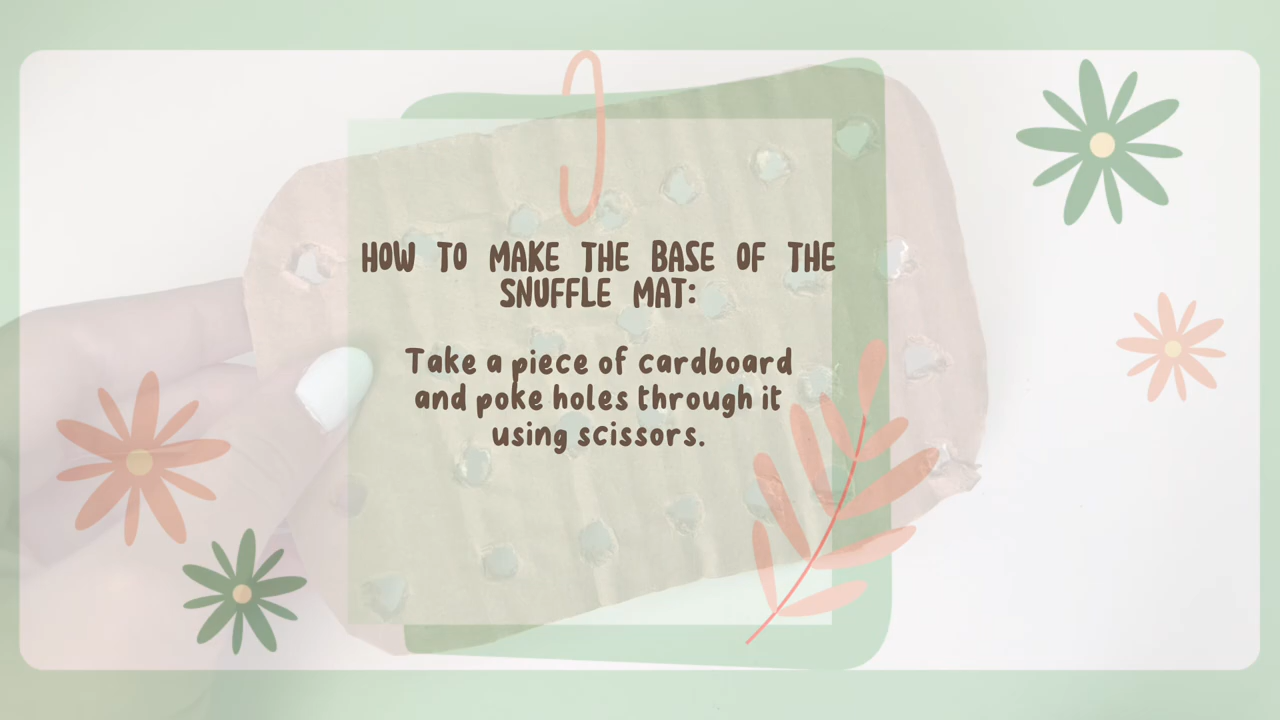 HOW TO MAKE THE BASE OF THE
SNUFFLE MAT:
Take a piece of cardboard
and poke holes through it
using scissors.